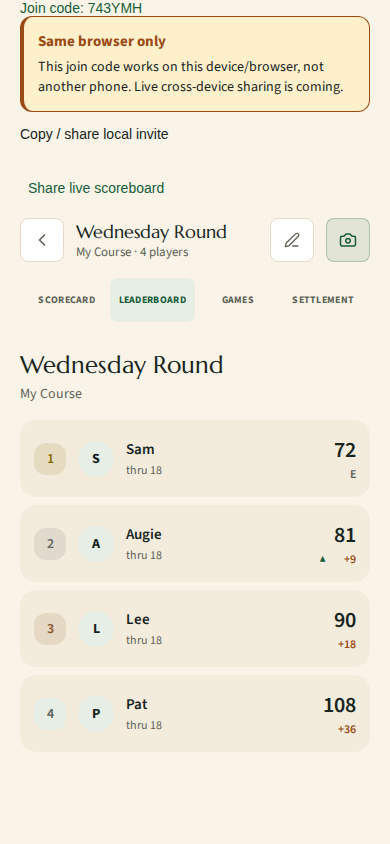 Join code: 743YMH
Same browser only
This join code works on this device/browser, not
another phone. Live cross-device sharing is coming.
Copy / share local invite
Share live scoreboard
Wednesday Round
My Course · 4 players
SCORECARD LEADERBOARD GAMES SETTLEMENT
Wednesday Round
My Course
1 S Sam 72
thru 18 E
2 A Augie 81
thru 18 ▲ +9
3 L Lee 90
thru 18 +18
4 P Pat 108
thru 18 +36